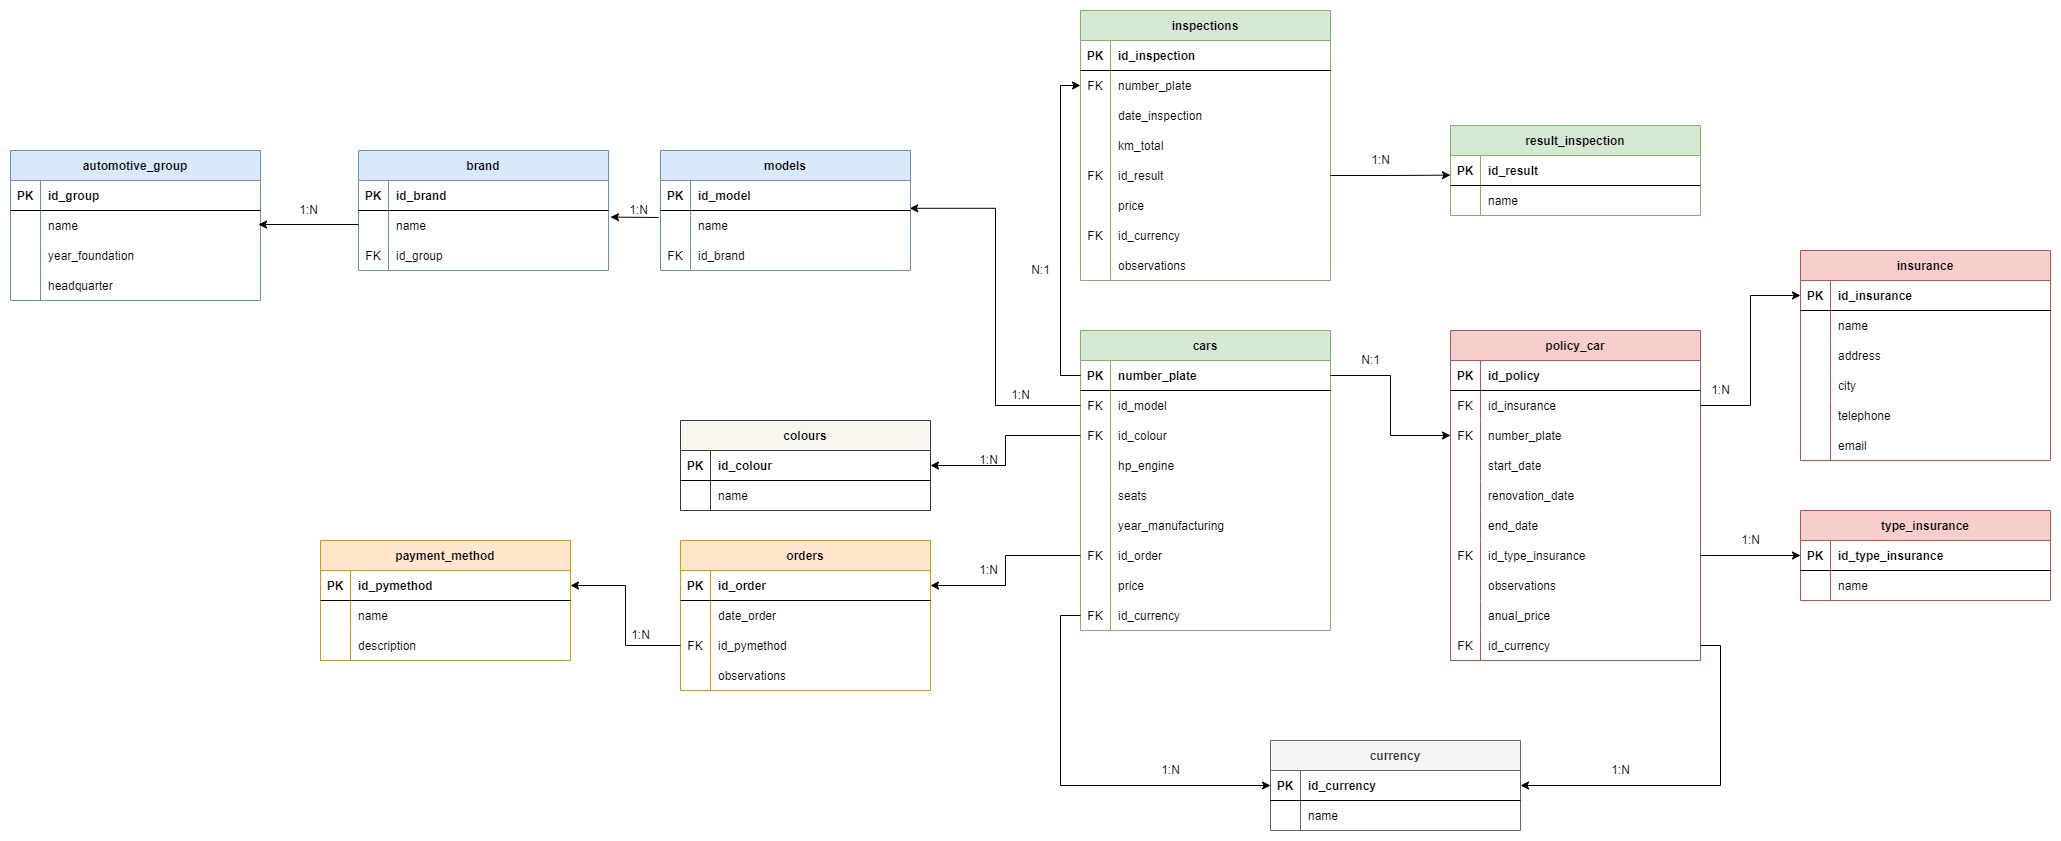 inspections
PK id_inspection
FK number_plate
date_inspection
km_total
FK id_result
price
FK id_currency
observations
1:N
result_inspection
PK id_result
name
automotive_group
PK id_group
name
year_foundation
headquarter
1:N
brand
PK id_brand
name
FK id_group
1:N
models
PK id_model
name
FK id_brand
N:1
1:N
cars
PK number_plate
FK id_model
FK id_colour
hp_engine
seats
year_manufacturing
FK id_order
price
FK id_currency
N:1
policy_car
PK id_policy
FK id_insurance
FK number_plate
start_date
renovation_date
end_date
FK id_type_insurance
observations
anual_price
FK id_currency
1:N
insurance
PK id_insurance
name
address
city
telephone
email
1:N
type_insurance
PK id_type_insurance
name
colours
PK id_colour
name
1:N
payment_method
PK id_pymethod
name
description
1:N
orders
PK id_order
date_order
FK id_pymethod
observations
1:N
1:N
currency
PK id_currency
name
1:N